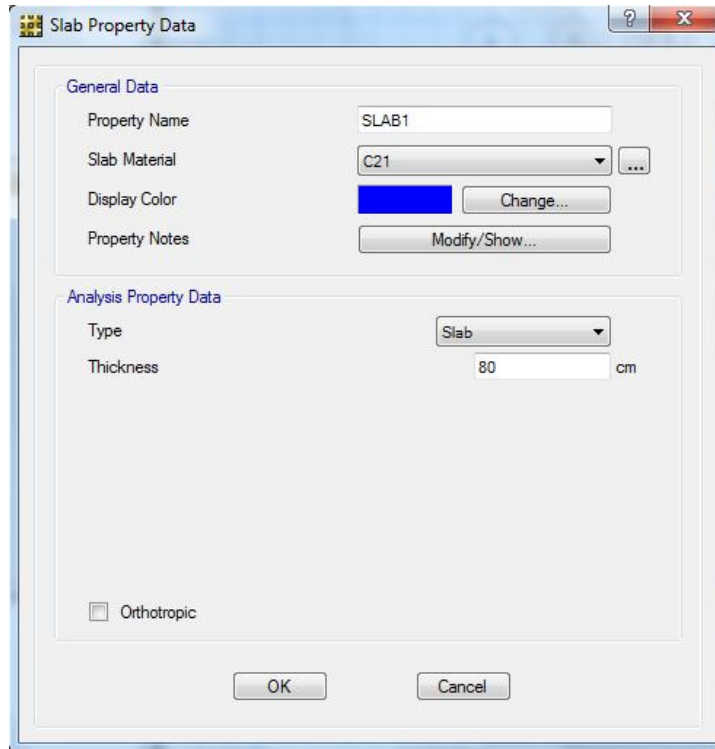 Slab Property Data
General Data
Property Name SLAB1
Slab Material C21 ...
Display Color Change...
Property Notes Modify/Show...
Analysis Property Data
Type Slab
Thickness 80 cm
Orthotropic
OK Cancel